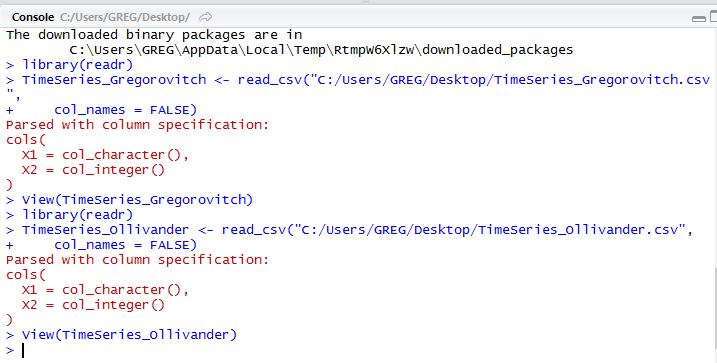 Console C:/Users/GREG/Desktop/
The downloaded binary packages are in
        C:\Users\GREG\AppData\Local\Temp\RtmpW6Xlzw\downloaded_packages
> library(readr)
> TimeSeries_Gregorovitch <- read_csv("C:/Users/GREG/Desktop/TimeSeries_Gregorovitch.csv
",
+     col_names = FALSE)
Parsed with column specification:
cols(
  X1 = col_character(),
  X2 = col_integer()
)
> View(TimeSeries_Gregorovitch)
> library(readr)
> TimeSeries_Ollivander <- read_csv("C:/Users/GREG/Desktop/TimeSeries_Ollivander.csv",
+     col_names = FALSE)
Parsed with column specification:
cols(
  X1 = col_character(),
  X2 = col_integer()
)
> View(TimeSeries_Ollivander)
>